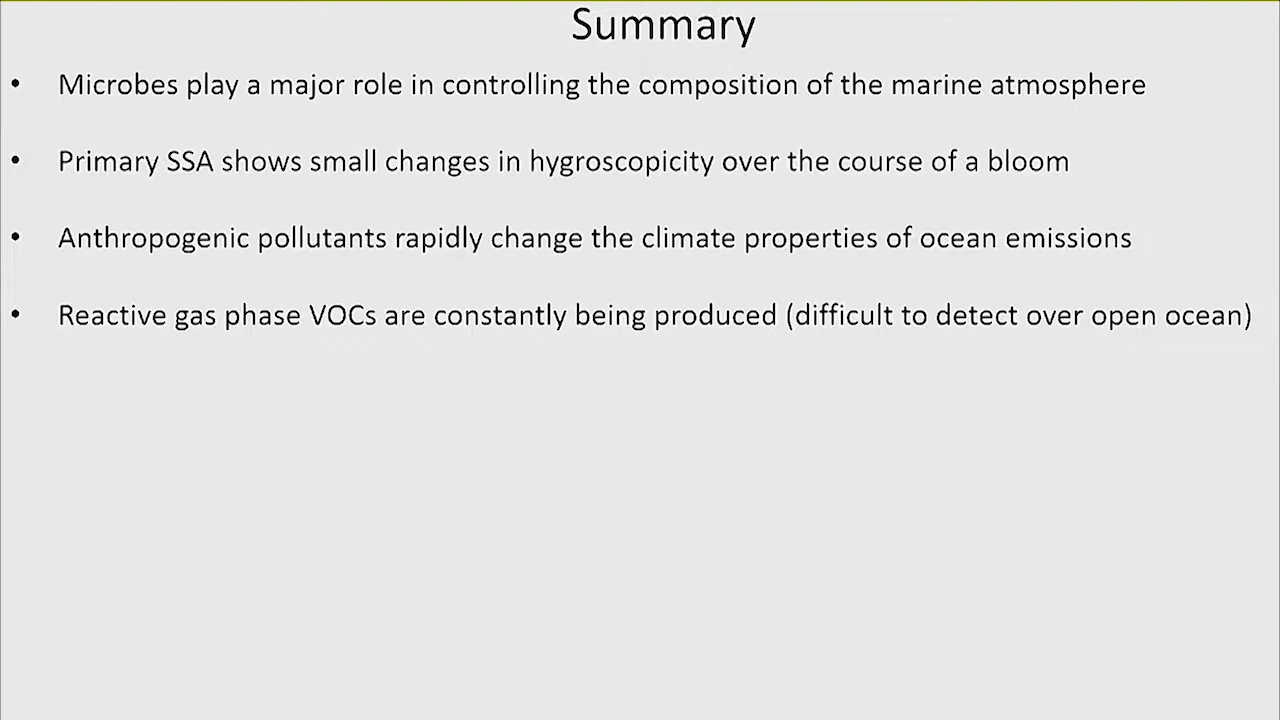 Summary
• Microbes play a major role in controlling the composition of the marine atmosphere
• Primary SSA shows small changes in hygroscopicity over the course of a bloom
• Anthropogenic pollutants rapidly change the climate properties of ocean emissions
• Reactive gas phase VOCs are constantly being produced (difficult to detect over open ocean)